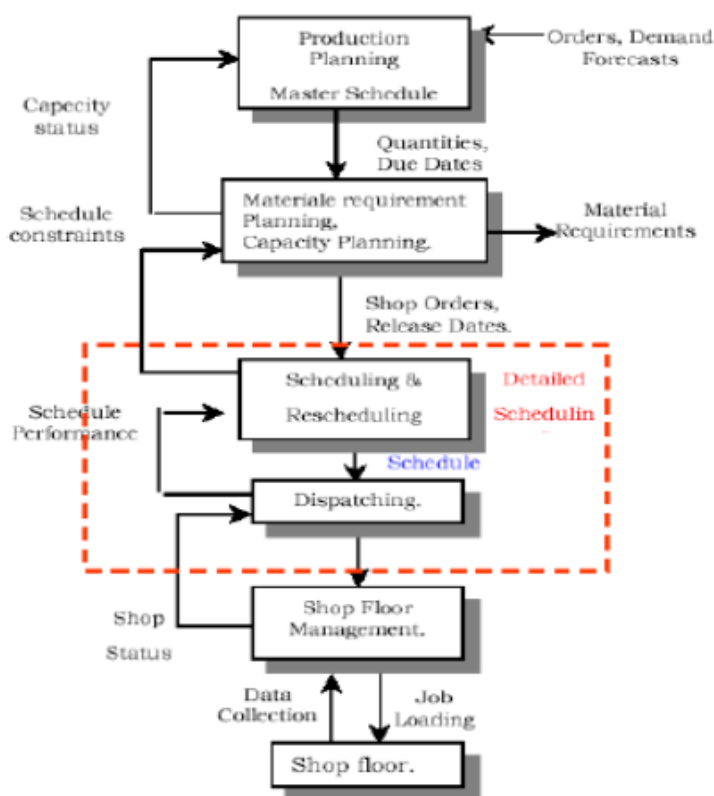 Production
Planning
Master Schedule
Orders, Demand
Forecasts
Capecity
status
Quantities,
Due Dates
Materiale requirement
Planning,
Capacity Planning.
Material
Requirements
Schedule
constraints
Shop Orders,
Release Dates.
Scheduling &
Rescheduling
Detailed
Schedulin
Schedule
Performance
Schedule
Dispatching.
Shop Floor
Management.
Shop
Status
Data
Collection
Job
Loading
Shop floor.